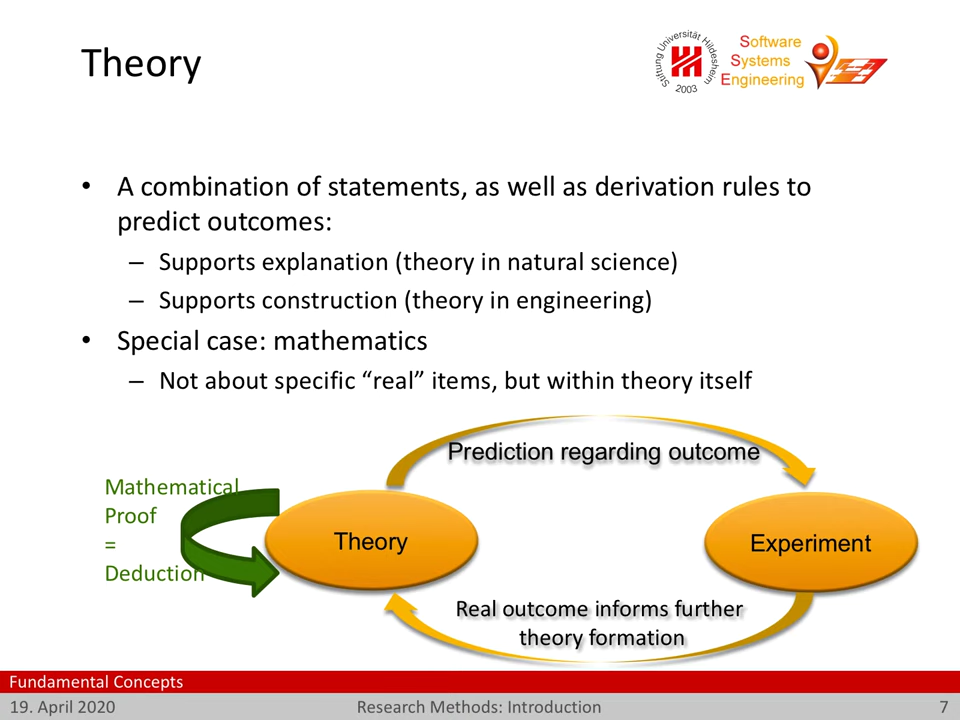 Theory
Stiftung Universität Hildesheim
2003
Software
Systems
Engineering
• A combination of statements, as well as derivation rules to
predict outcomes:
– Supports explanation (theory in natural science)
– Supports construction (theory in engineering)
• Special case: mathematics
– Not about specific “real” items, but within theory itself
Prediction regarding outcome
Mathematical
Proof
=
Deduction
Theory
Experiment
Real outcome informs further
theory formation
Fundamental Concepts
19. April 2020
Research Methods: Introduction
7